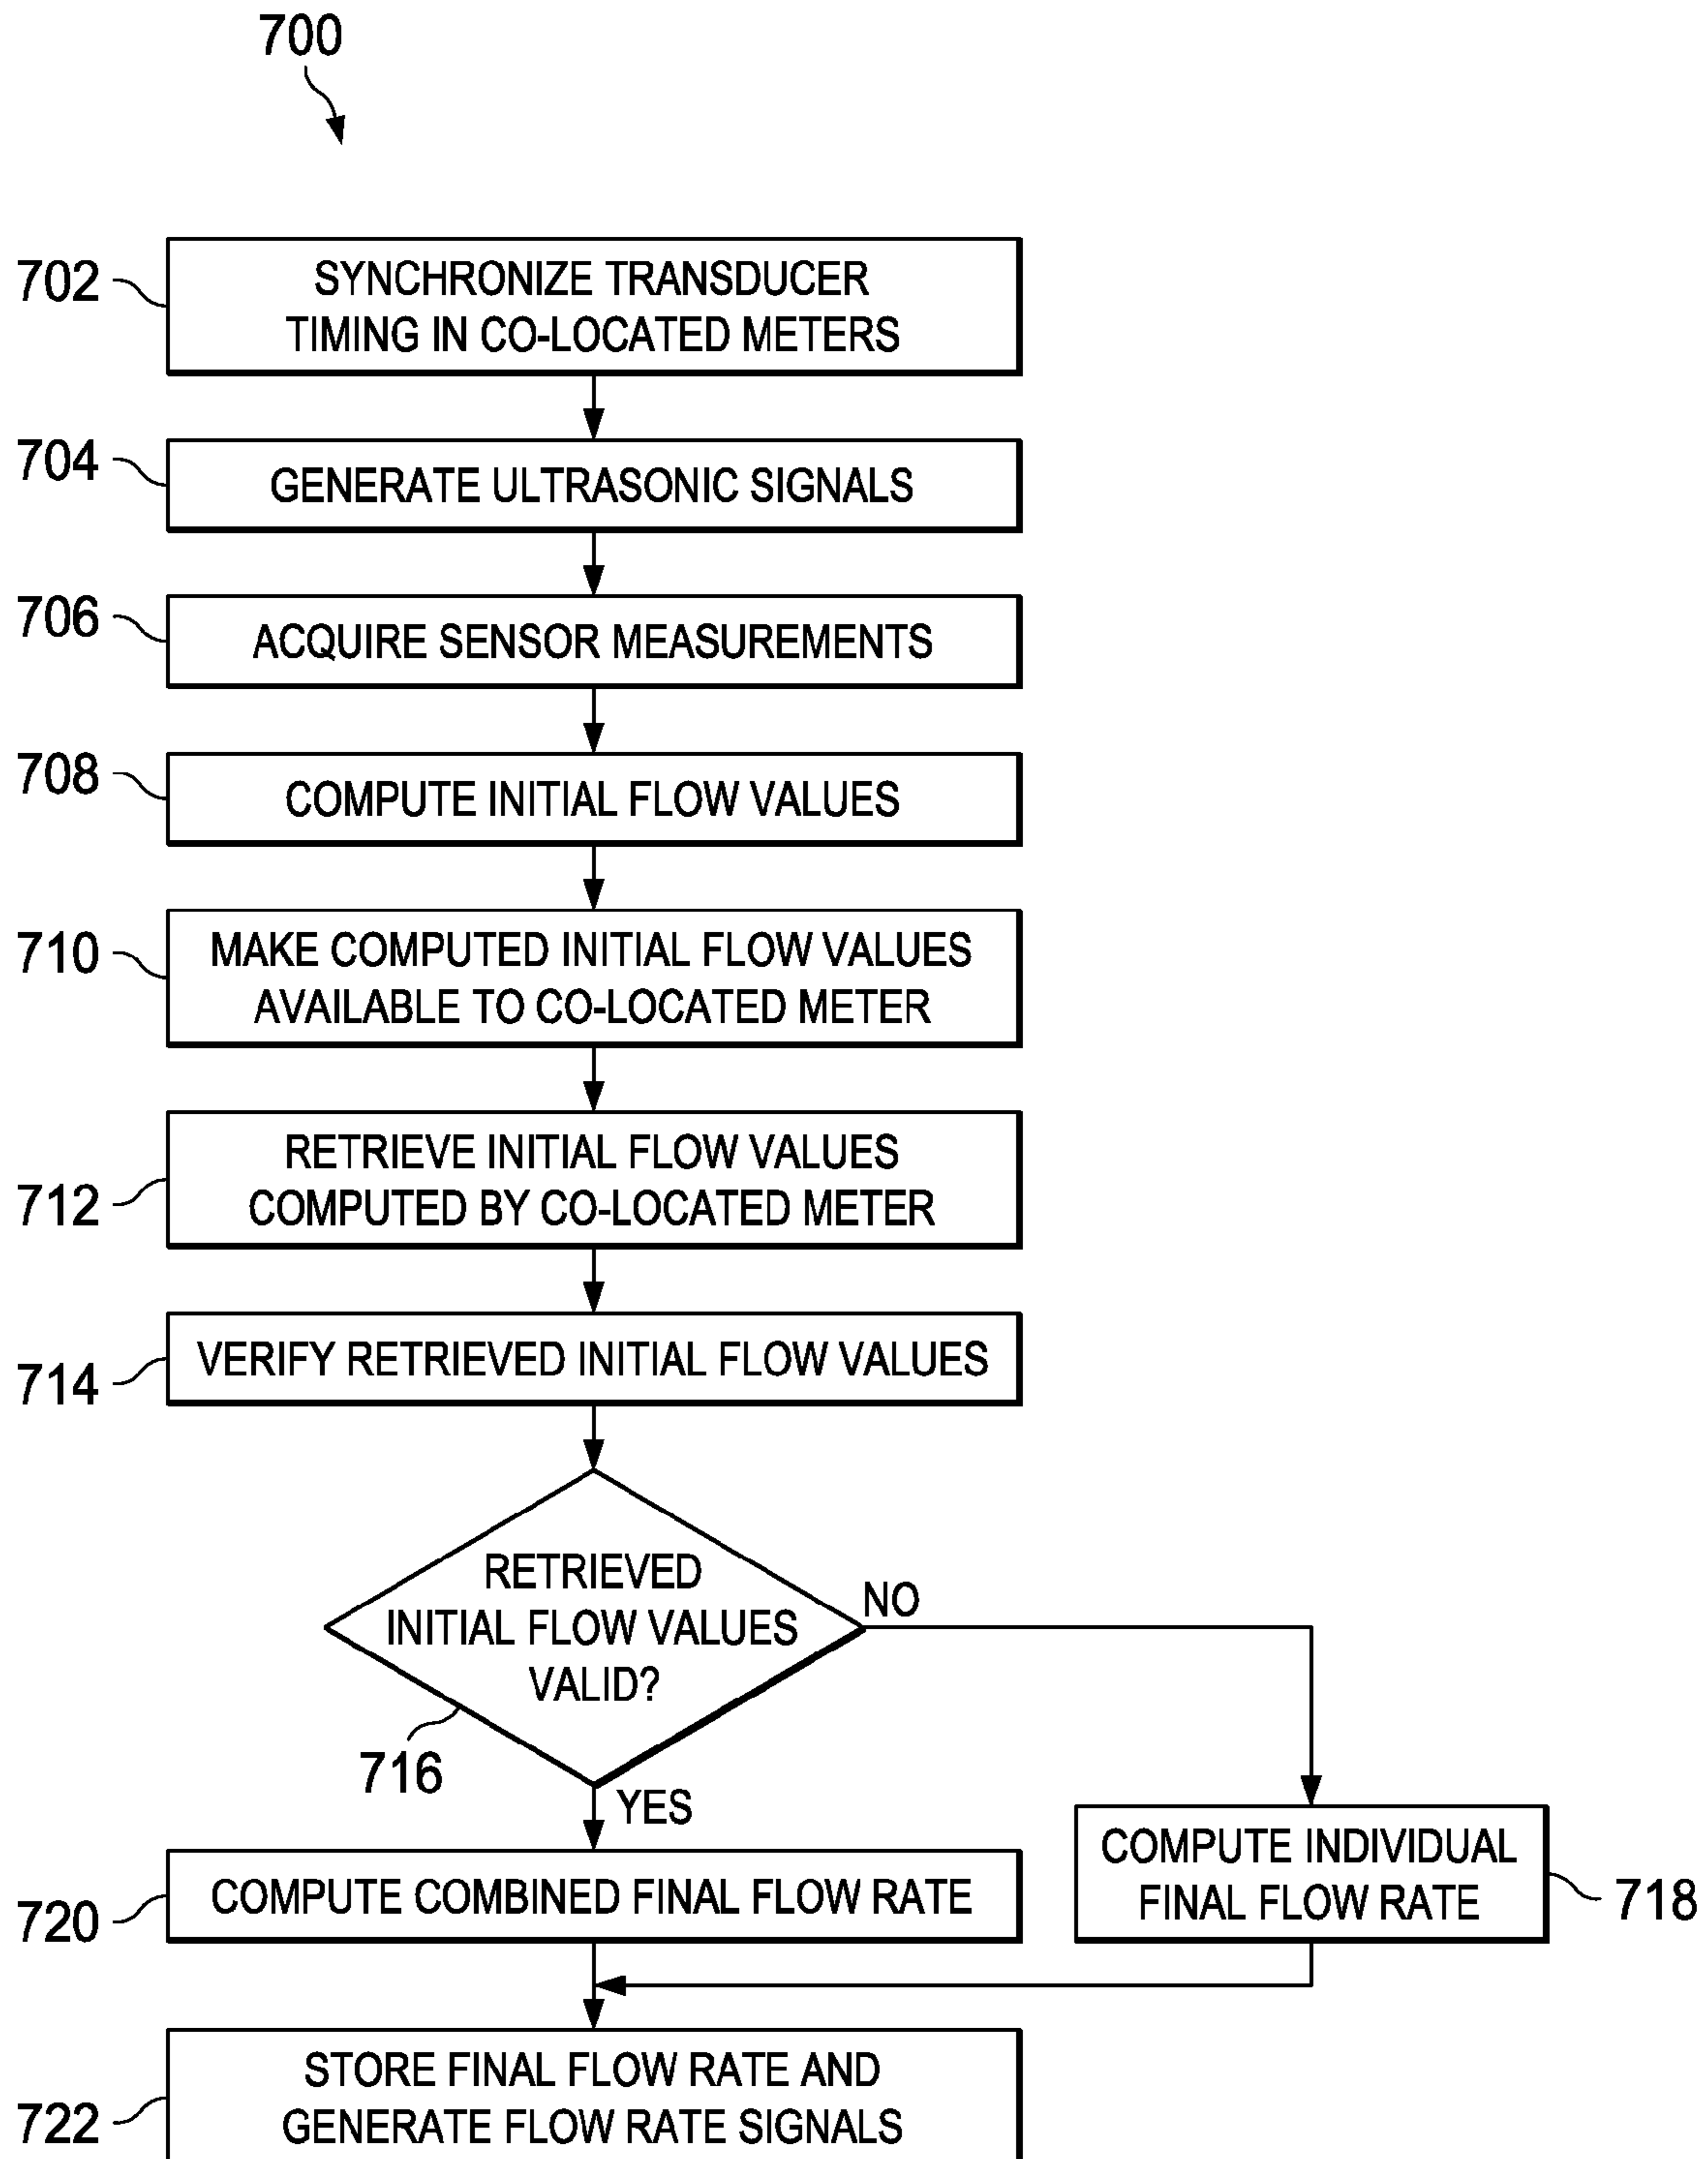 700
702
SYNCHRONIZE TRANSDUCER
TIMING IN CO-LOCATED METERS
704
GENERATE ULTRASONIC SIGNALS
706
ACQUIRE SENSOR MEASUREMENTS
708
COMPUTE INITIAL FLOW VALUES
710
MAKE COMPUTED INITIAL FLOW VALUES
AVAILABLE TO CO-LOCATED METER
712
RETRIEVE INITIAL FLOW VALUES
COMPUTED BY CO-LOCATED METER
714
VERIFY RETRIEVED INITIAL FLOW VALUES
RETRIEVED
INITIAL FLOW VALUES
VALID?
NO
716
YES
720
COMPUTE COMBINED FINAL FLOW RATE
COMPUTE INDIVIDUAL
FINAL FLOW RATE
718
722
STORE FINAL FLOW RATE AND
GENERATE FLOW RATE SIGNALS